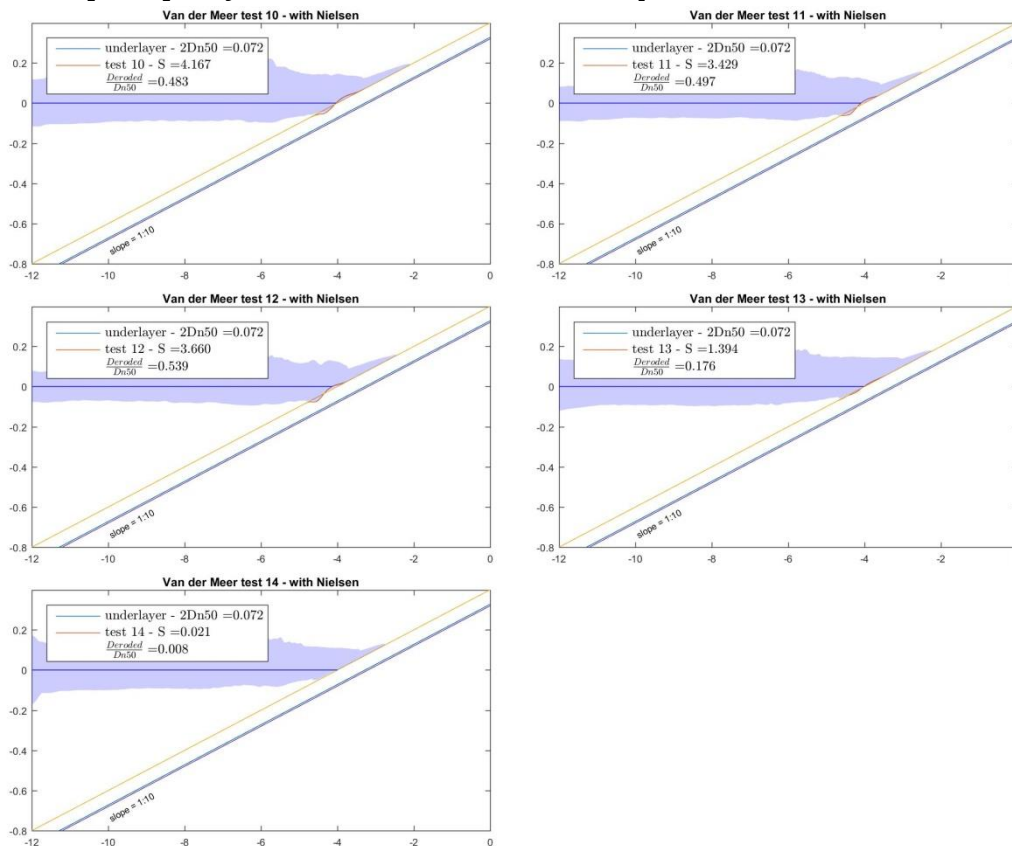 Van der Meer test 10 - with Nielsen
underlayer - 2Dn50 =0.072
test 10 - S =4.167
Deroded
Dn50
=0.483
slope = 1:10
0.2
0
-0.2
-0.4
-0.6
-0.8
-12
-10
-8
-6
-4
-2
0
Van der Meer test 11 - with Nielsen
underlayer - 2Dn50 =0.072
test 11 - S =3.429
Deroded
Dn50
=0.497
slope = 1:10
0.2
0
-0.2
-0.4
-0.6
-0.8
-12
-10
-8
-6
-4
-2
Van der Meer test 12 - with Nielsen
underlayer - 2Dn50 =0.072
test 12 - S =3.660
Deroded
Dn50
=0.539
slope = 1:10
0.2
0
-0.2
-0.4
-0.6
-0.8
-12
-10
-8
-6
-4
-2
0
Van der Meer test 13 - with Nielsen
underlayer - 2Dn50 =0.072
test 13 - S =1.394
Deroded
Dn50
=0.176
slope = 1:10
0.2
0
-0.2
-0.4
-0.6
-0.8
-12
-10
-8
-6
-4
-2
Van der Meer test 14 - with Nielsen
underlayer - 2Dn50 =0.072
test 14 - S =0.021
Deroded
Dn50
=0.008
slope = 1:10
0.2
0
-0.2
-0.4
-0.6
-0.8
-12
-10
-8
-6
-4
-2
0